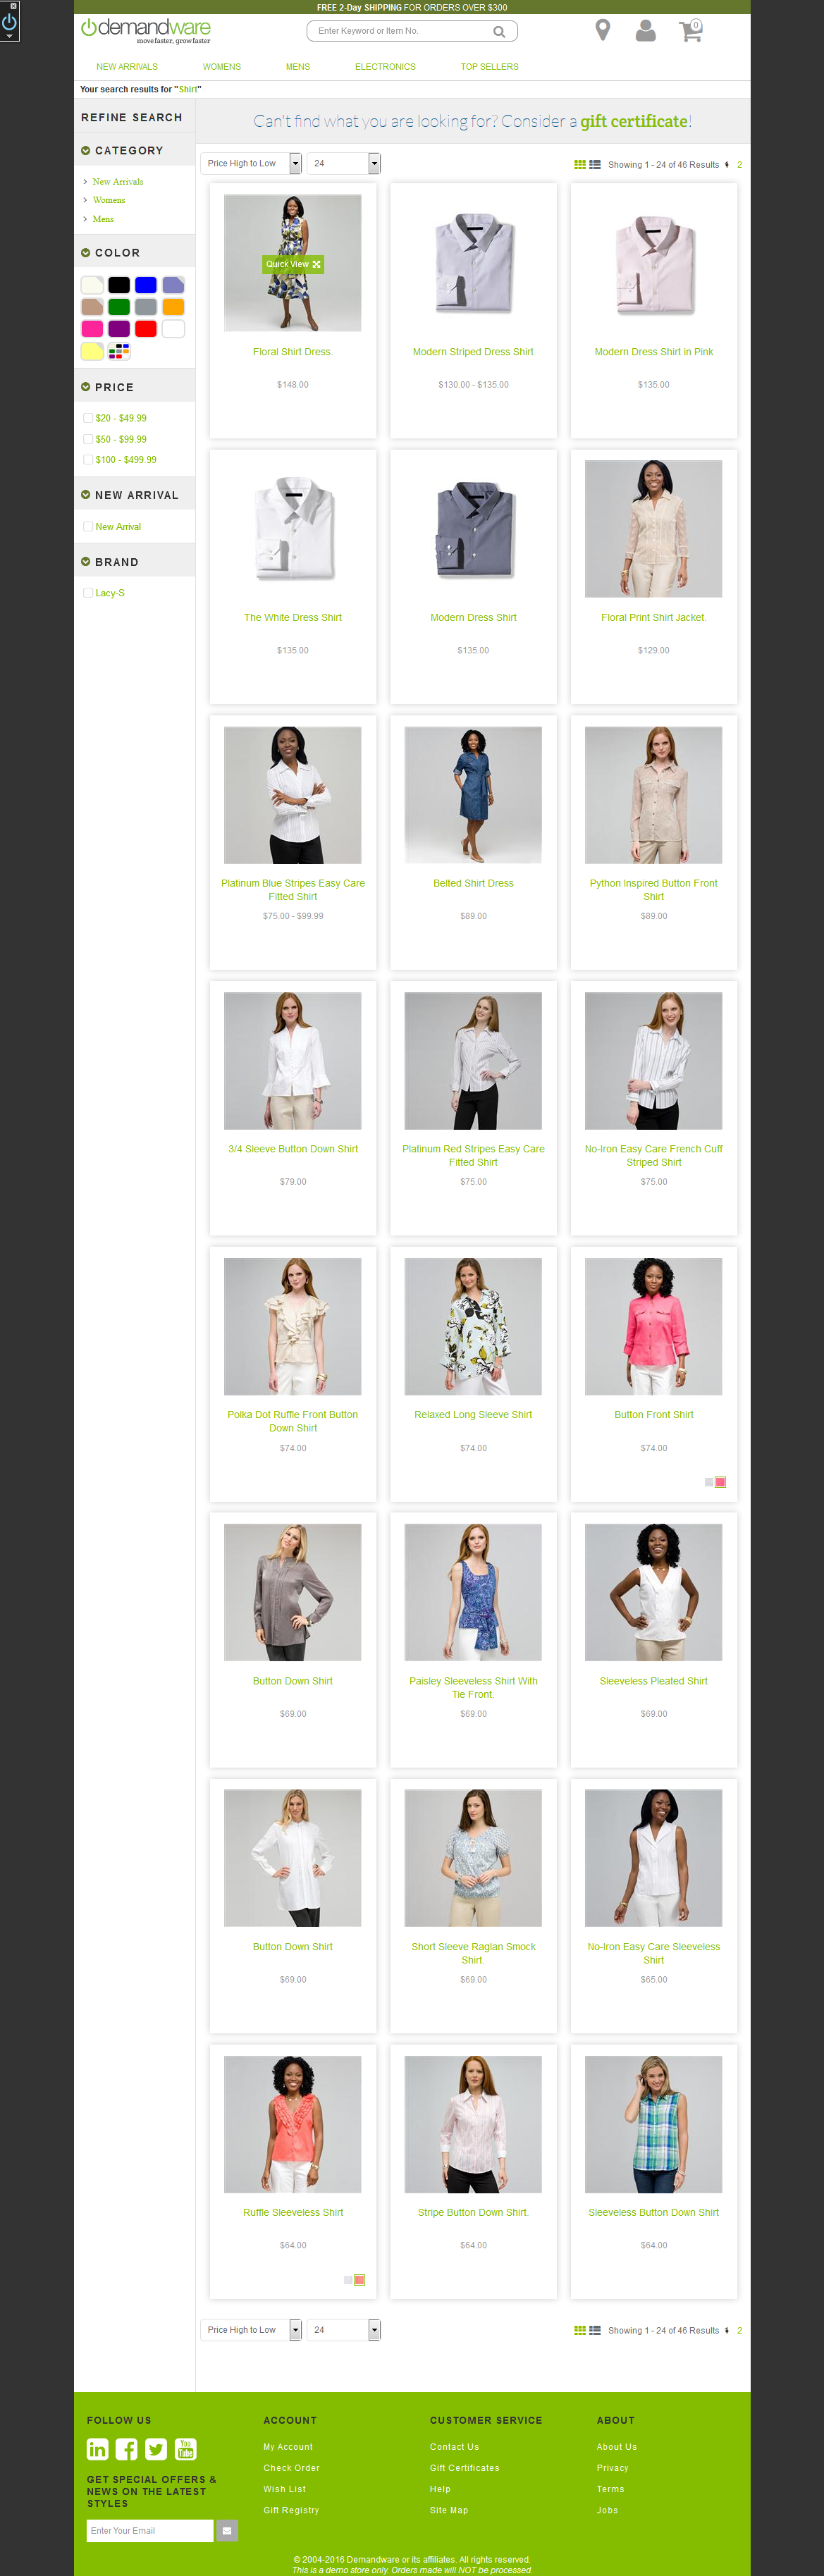 FREE 2-Day SHIPPING FOR ORDERS OVER $300
demandware
move faster, grow faster
Enter Keyword or Item No.
0
NEW ARRIVALS
WOMENS
MENS
ELECTRONICS
TOP SELLERS
Your search results for "Shirt"
REFINE SEARCH
Can't find what you are looking for? Consider a gift certificate!
CATEGORY
New Arrivals
Womens
Mens
COLOR
PRICE
$20 - $49.99
$50 - $99.99
$100 - $499.99
NEW ARRIVAL
New Arrival
BRAND
Lacy-S
Price High to Low
24
Showing 1 - 24 of 46 Results
2
Quick View
Floral Shirt Dress.
$148.00
Modern Striped Dress Shirt
$130.00 - $135.00
Modern Dress Shirt in Pink
$135.00
The White Dress Shirt
$135.00
Modern Dress Shirt
$135.00
Floral Print Shirt Jacket.
$129.00
Platinum Blue Stripes Easy Care
Fitted Shirt
$75.00 - $99.99
Belted Shirt Dress
$89.00
Python Inspired Button Front
Shirt
$89.00
3/4 Sleeve Button Down Shirt
$79.00
Platinum Red Stripes Easy Care
Fitted Shirt
$75.00
No-Iron Easy Care French Cuff
Striped Shirt
$75.00
Polka Dot Ruffle Front Button
Down Shirt
$74.00
Relaxed Long Sleeve Shirt
$74.00
Button Front Shirt
$74.00
Button Down Shirt
$69.00
Paisley Sleeveless Shirt With
Tie Front.
$69.00
Sleeveless Pleated Shirt
$69.00
Button Down Shirt
$69.00
Short Sleeve Raglan Smock
Shirt.
$69.00
No-Iron Easy Care Sleeveless
Shirt
$65.00
Ruffle Sleeveless Shirt
$64.00
Stripe Button Down Shirt.
$64.00
Sleeveless Button Down Shirt
$64.00
Price High to Low
24
Showing 1 - 24 of 46 Results
2
FOLLOW US
You
Tube
GET SPECIAL OFFERS &
NEWS ON THE LATEST
STYLES
Enter Your Email
ACCOUNT
My Account
Check Order
Wish List
Gift Registry
CUSTOMER SERVICE
Contact Us
Gift Certificates
Help
Site Map
ABOUT
About Us
Privacy
Terms
Jobs
© 2004-2016 Demandware or its affiliates. All rights reserved.
This is a demo store only. Orders made will NOT be processed.